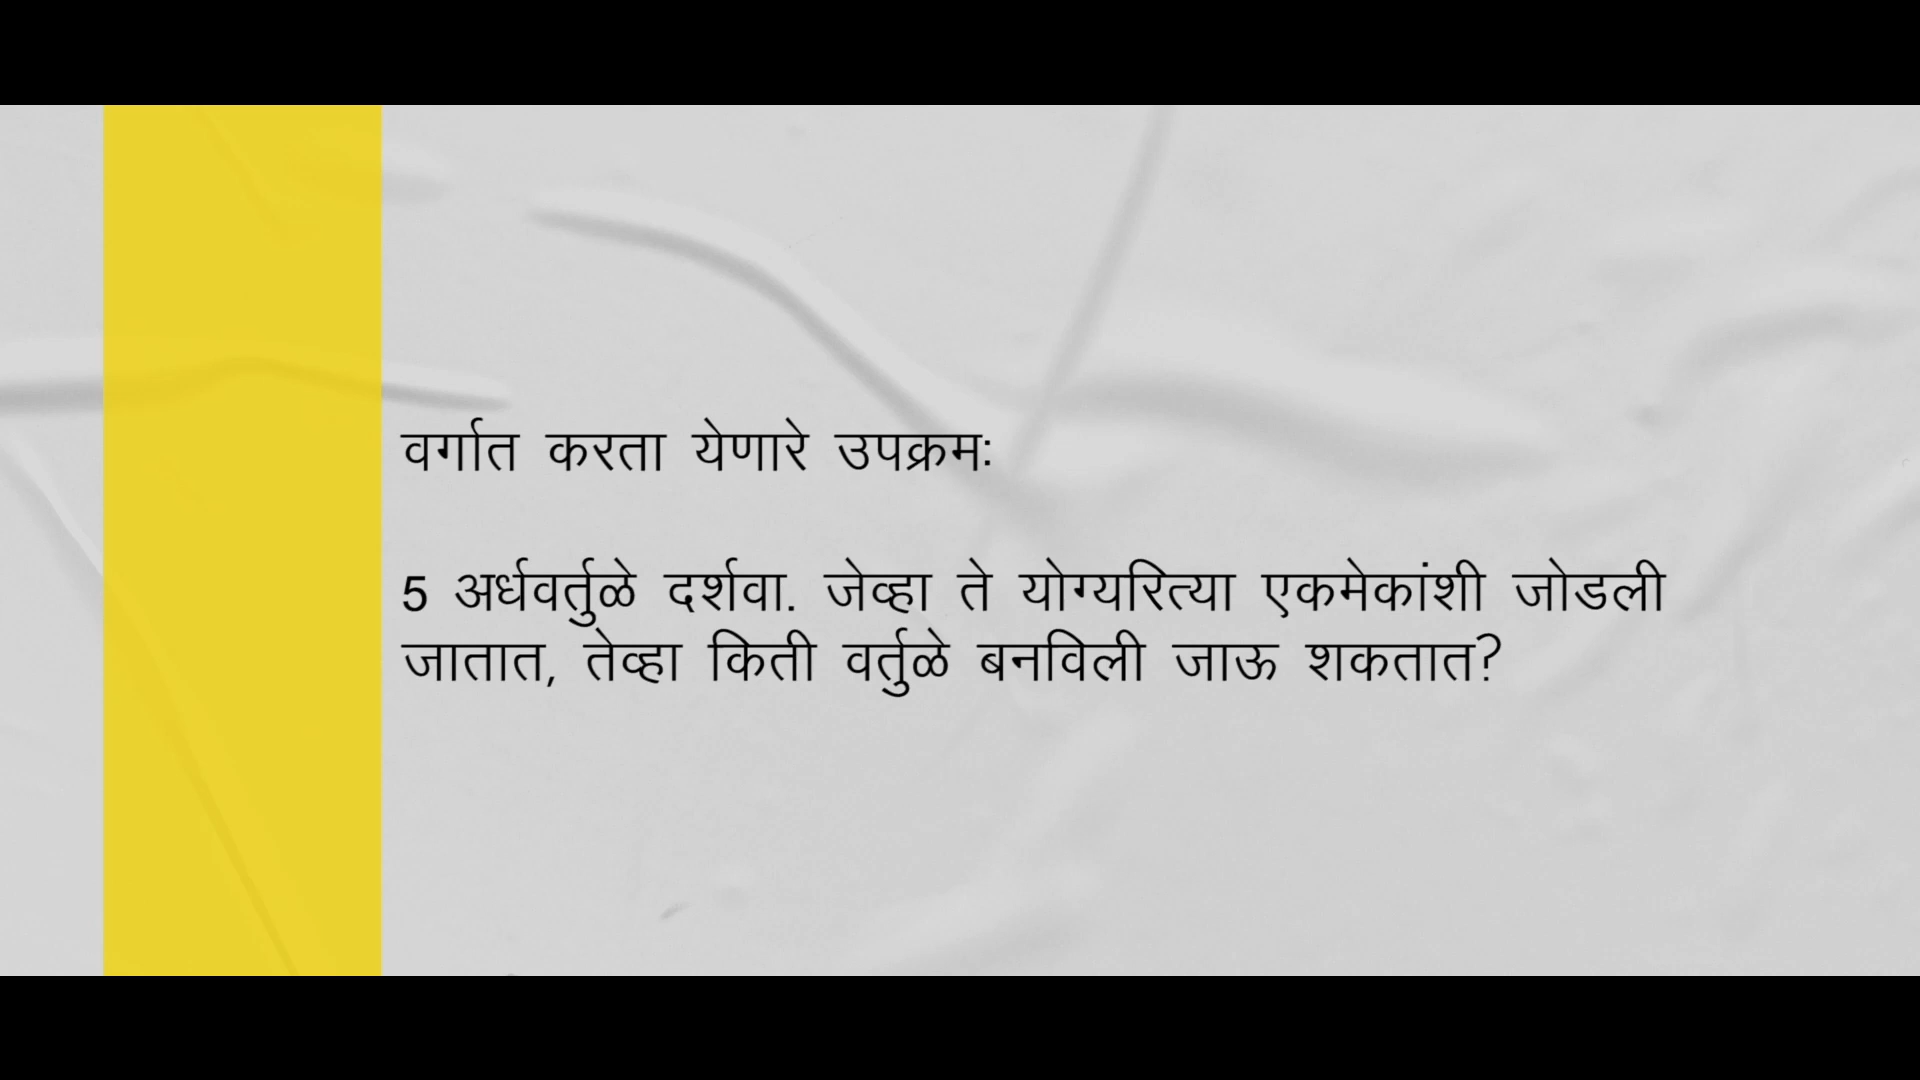 वर्गात करता येणारे उपक्रमः
5 अर्धवर्तुळे दर्शवा. जेव्हा ते योग्यरित्या एकमेकांशी जोडली
जातात, तेव्हा किती वर्तुळे बनविली जाऊ शकतात?